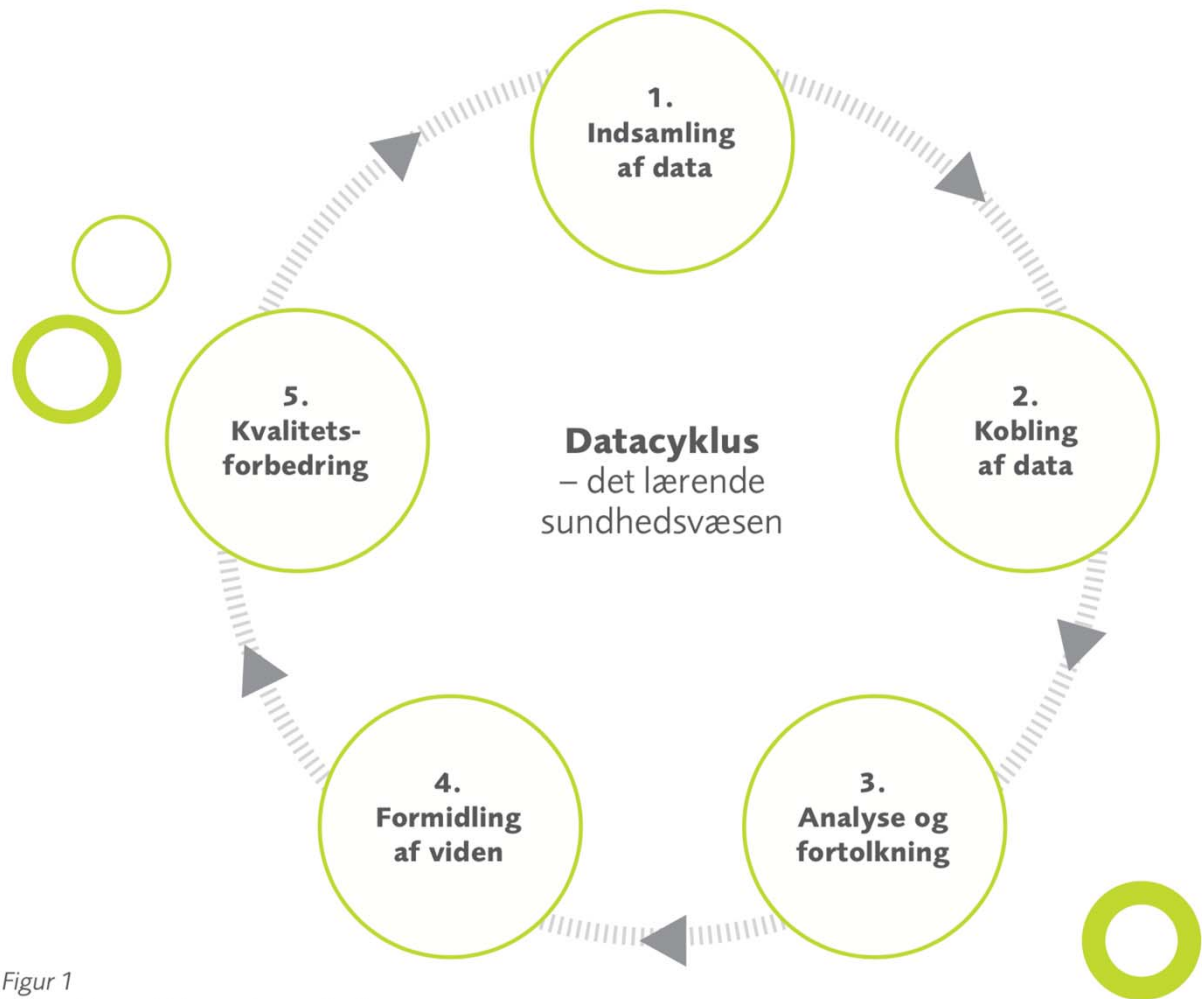 1.
Indsamling
af data
2.
Kobling
af data
3.
Analyse og
fortolkning
4.
Formidling
af viden
5.
Kvalitets-
forbedring
Datacyklus
– det lærende
sundhedsvæsen
Figur 1